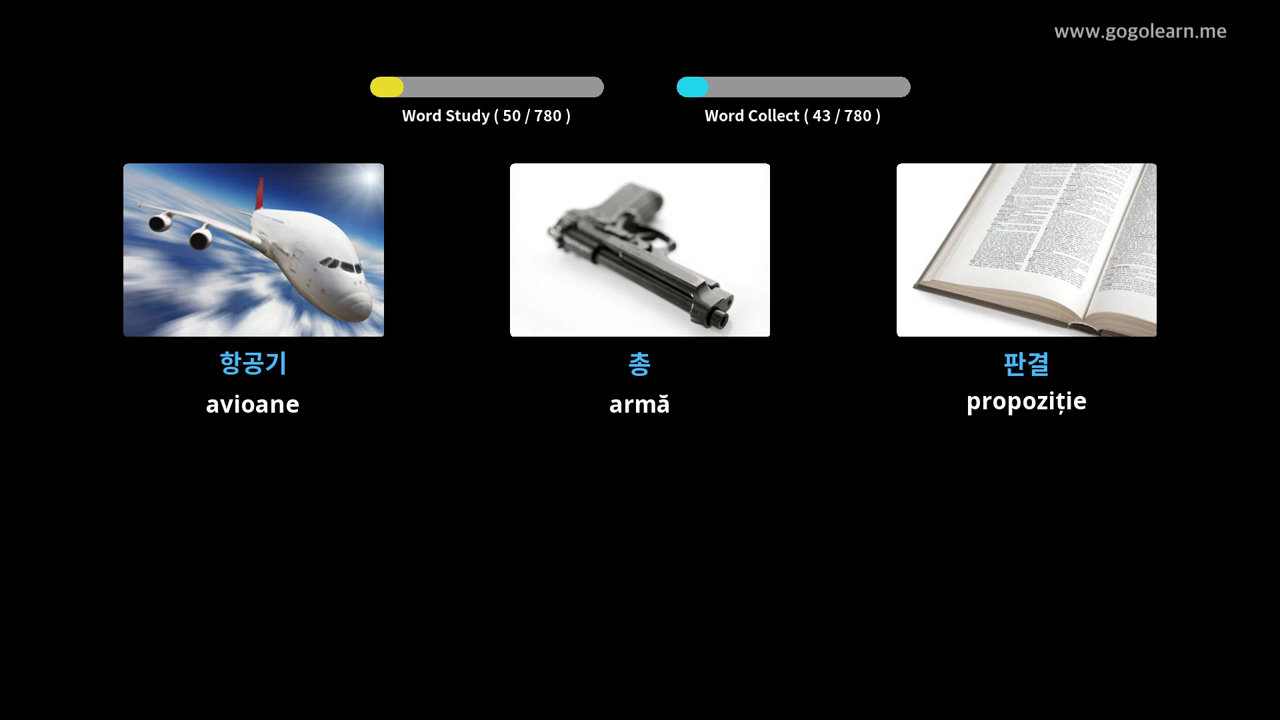 www.gogolearn.me
Word Study ( 50 / 780 )
Word Collect ( 43 / 780 )
항공기
총
판결
avioane
armă
propoziție